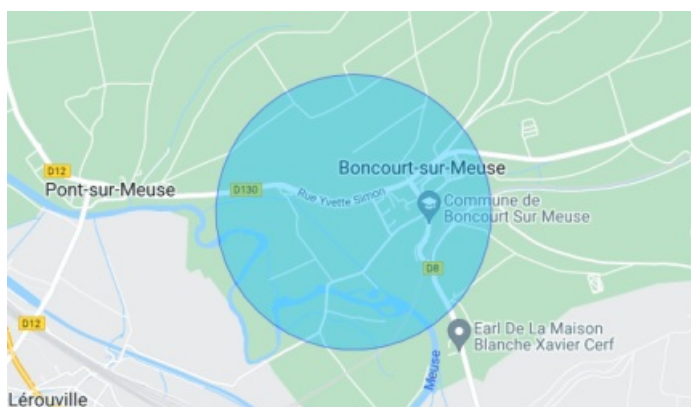 D12
Pont-sur-Meuse
D130
Rue Yvette Simon
Boncourt-sur-Meuse
Commune de
Boncourt Sur Meuse
D8
D12
Earl De La Maison
Blanche Xavier Cerf
Meuse
Lérouville